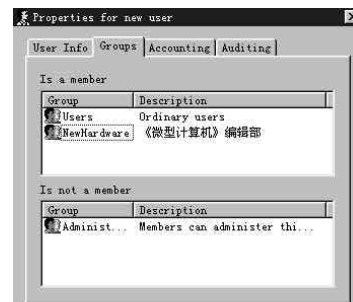 Properties for new user
User Info Groups Accounting Auditing
Is a member
Group Description
Users Ordinary users
NewHardware 《微型计算机》编辑部
Is not a member
Group Description
Administ... Members can administer thi...